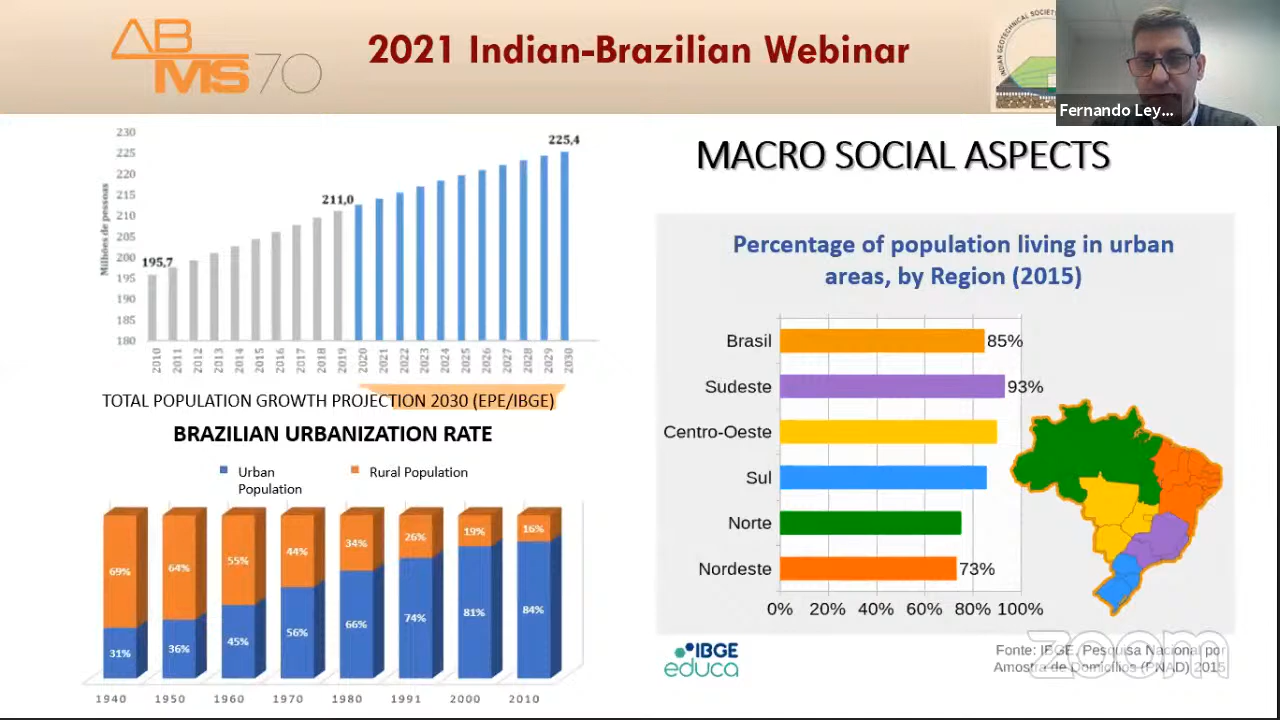 AB
MS 70
2021 Indian-Brazilian Webinar
INDIAN GEOTECHNICAL SOCIETY
Fernando Ley...
MACRO SOCIAL ASPECTS
Milhões de pessoas
230
225
220
215
210
205
200
195
190
185
180
195,7
211,0
225,4
2010 2011 2012 2013 2014 2015 2016 2017 2018 2019 2020 2021 2022 2023 2024 2025 2026 2027 2028 2029 2030
TOTAL POPULATION GROWTH PROJECTION 2030 (EPE/IBGE)
BRAZILIAN URBANIZATION RATE
Urban
Population
Rural Population
69% 64% 55% 44% 34% 26% 19% 16%
31% 36% 45% 56% 66% 74% 81% 84%
1940 1950 1960 1970 1980 1991 2000 2010
Percentage of population living in urban
areas, by Region (2015)
Brasil 85%
Sudeste 93%
Centro-Oeste
Sul
Norte
Nordeste 73%
0% 20% 40% 60% 80% 100%
IBGE
educa
Fonte: IBGE, Pesquisa Nacional por
Amostra de Domicílios (PNAD) 2015
zoom